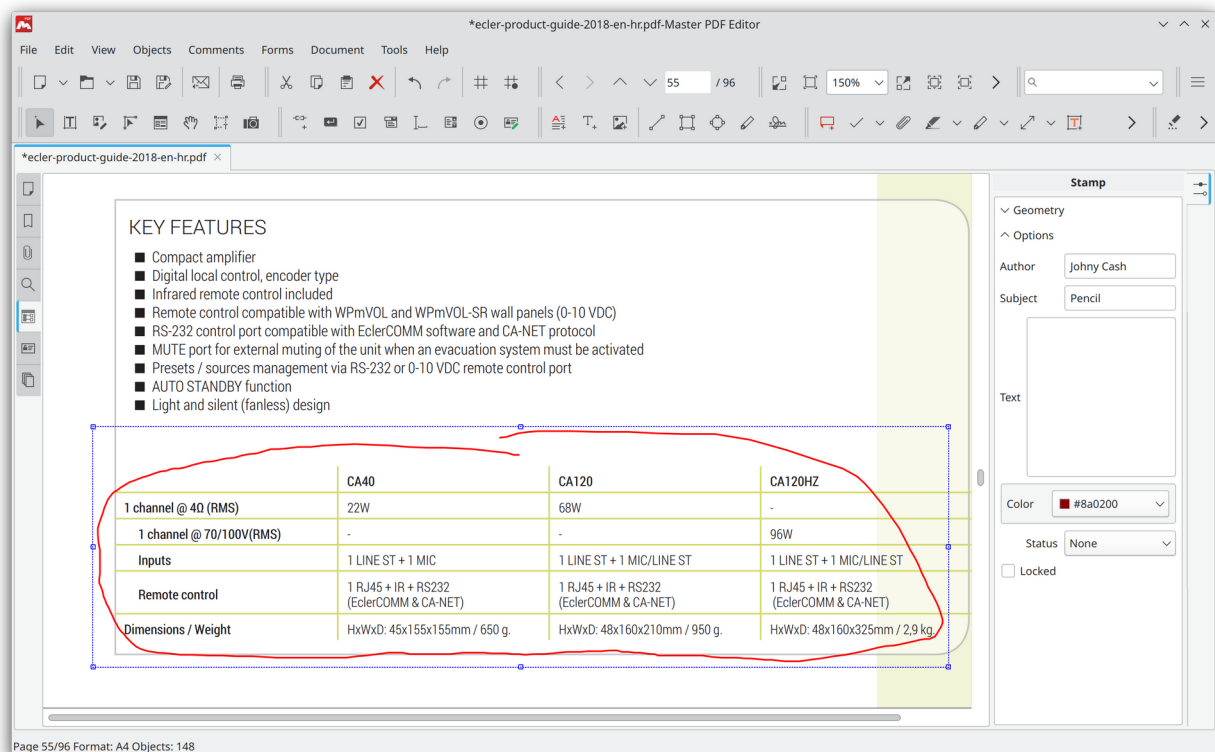 *ecler-product-guide-2018-en-hr.pdf-Master PDF Editor
File Edit View Objects Comments Forms Document Tools Help
55 / 96 150%
*ecler-product-guide-2018-en-hr.pdf
KEY FEATURES
Compact amplifier
Digital local control, encoder type
Infrared remote control included
Remote control compatible with WPmVOL and WPmVOL-SR wall panels (0-10 VDC)
RS-232 control port compatible with EclerCOMM software and CA-NET protocol
MUTE port for external muting of the unit when an evacuation system must be activated
Presets / sources management via RS-232 or 0-10 VDC remote control port
AUTO STANDBY function
Light and silent (fanless) design
CA40 CA120 CA120HZ
1 channel @ 4Ω (RMS) 22W 68W -
1 channel @ 70/100V(RMS) - - 96W
Inputs 1 LINE ST + 1 MIC 1 LINE ST + 1 MIC/LINE ST 1 LINE ST + 1 MIC/LINE ST
Remote control 1 RJ45 + IR + RS232 1 RJ45 + IR + RS232 1 RJ45 + IR + RS232
(EclerCOMM & CA-NET) (EclerCOMM & CA-NET) (EclerCOMM & CA-NET)
Dimensions / Weight HxWxD: 45x155x155mm / 650 g. HxWxD: 48x160x210mm / 950 g. HxWxD: 48x160x325mm / 2,9 kg.
Stamp
Geometry
Options
Author Johny Cash
Subject Pencil
Text
Color #8a0200
Status None
Locked
Page 55/96 Format: A4 Objects: 148